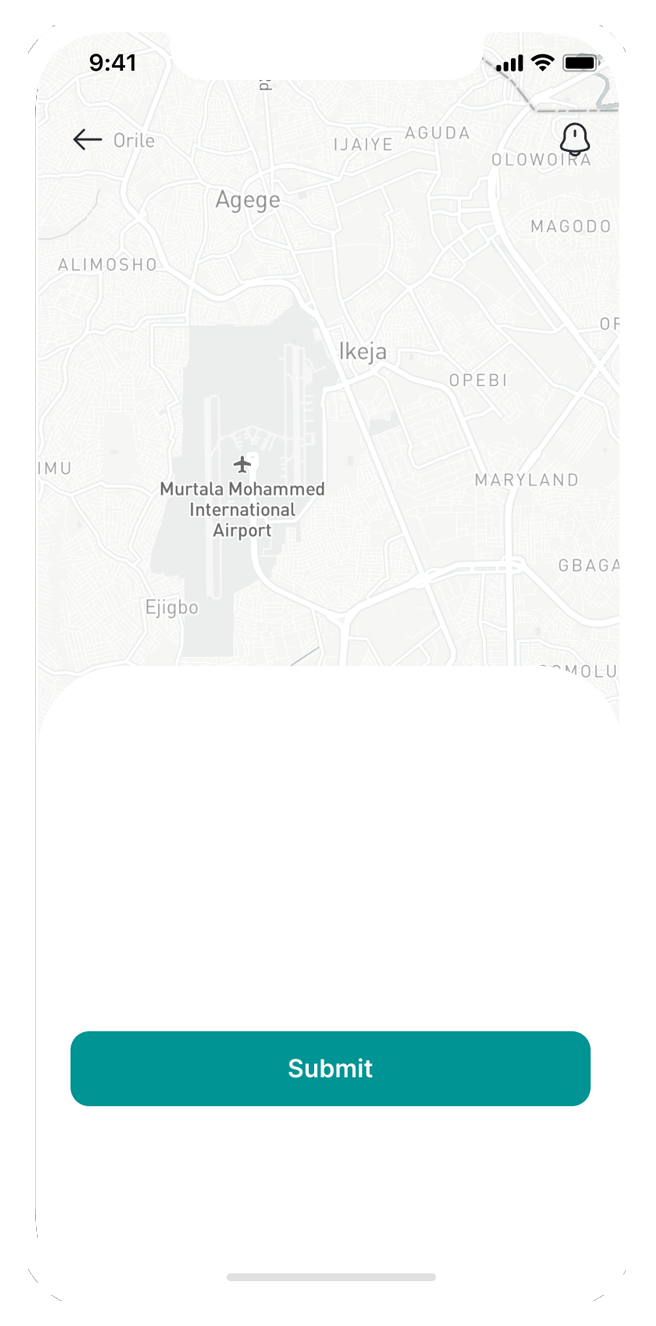 9:41
Orile
IJAIYE
AGUDA
OLOWOIRA
Agege
MAGODO
ALIMOSHO
Ikeja
OPEBI
IMU
MARYLAND
Murtala Mohammed
International
Airport
GBAGA
Ejigbo
OMOLU
Submit